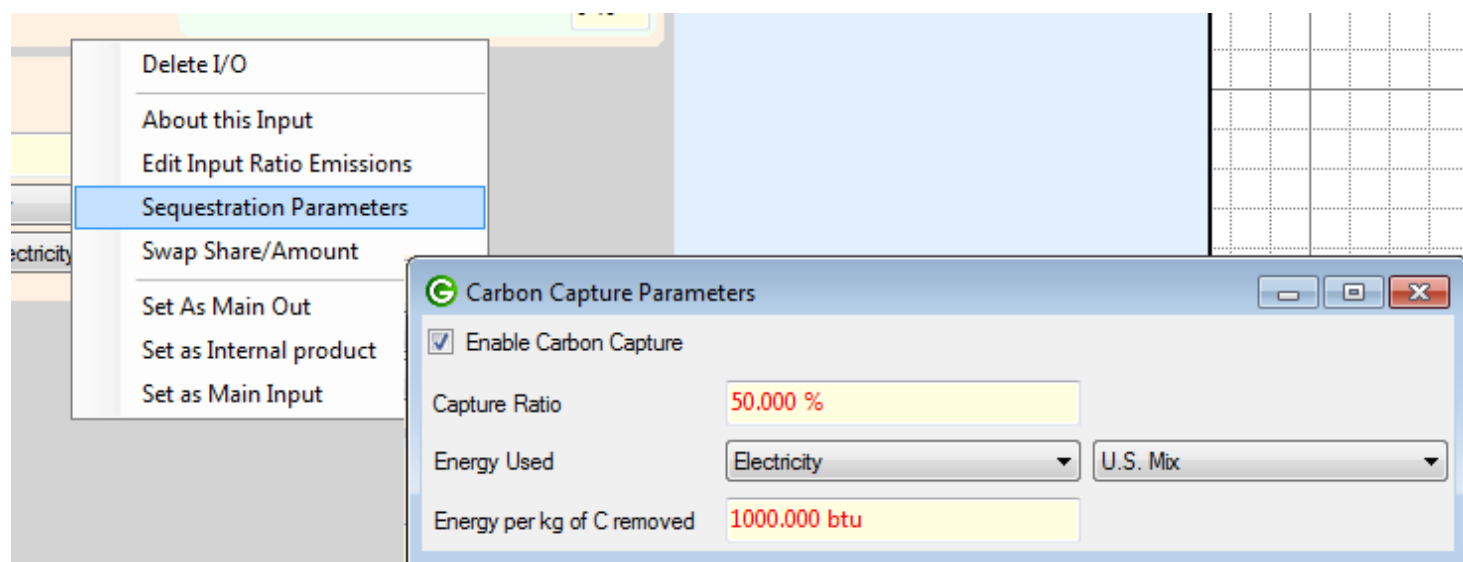 Delete I/O
About this Input
Edit Input Ratio Emissions
Sequestration Parameters
Swap Share/Amount
Set As Main Out
Set as Internal product
Set as Main Input
Carbon Capture Parameters
Enable Carbon Capture
Capture Ratio 50.000 %
Energy Used Electricity U.S. Mix
Energy per kg of C removed 1000.000 btu